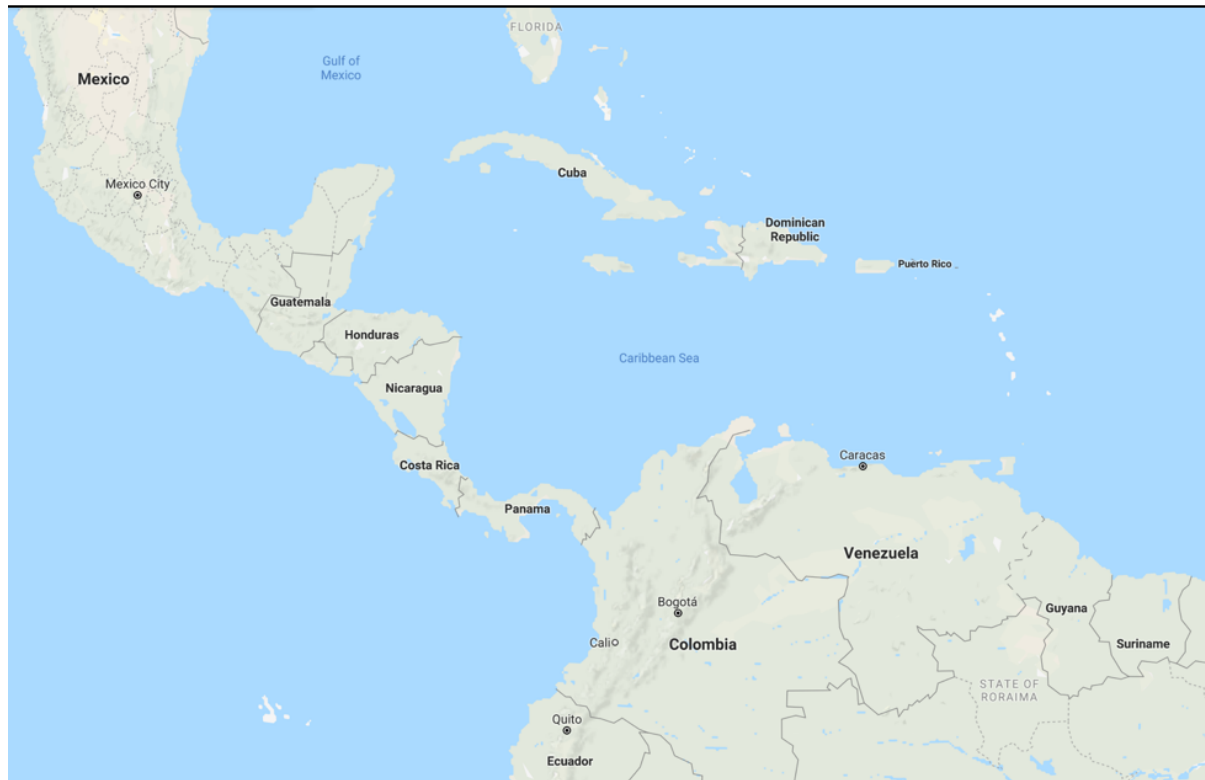 FLORIDA
Gulf of
Mexico
Mexico
Cuba
Mexico City
Dominican
Republic
Puerto Rico
Guatemala
Honduras
Caribbean Sea
Nicaragua
Caracas
Costa Rica
Panama
Venezuela
Bogotá
Guyana
Cali
Colombia
Suriname
STATE OF
RORAIMA
Quito
Ecuador